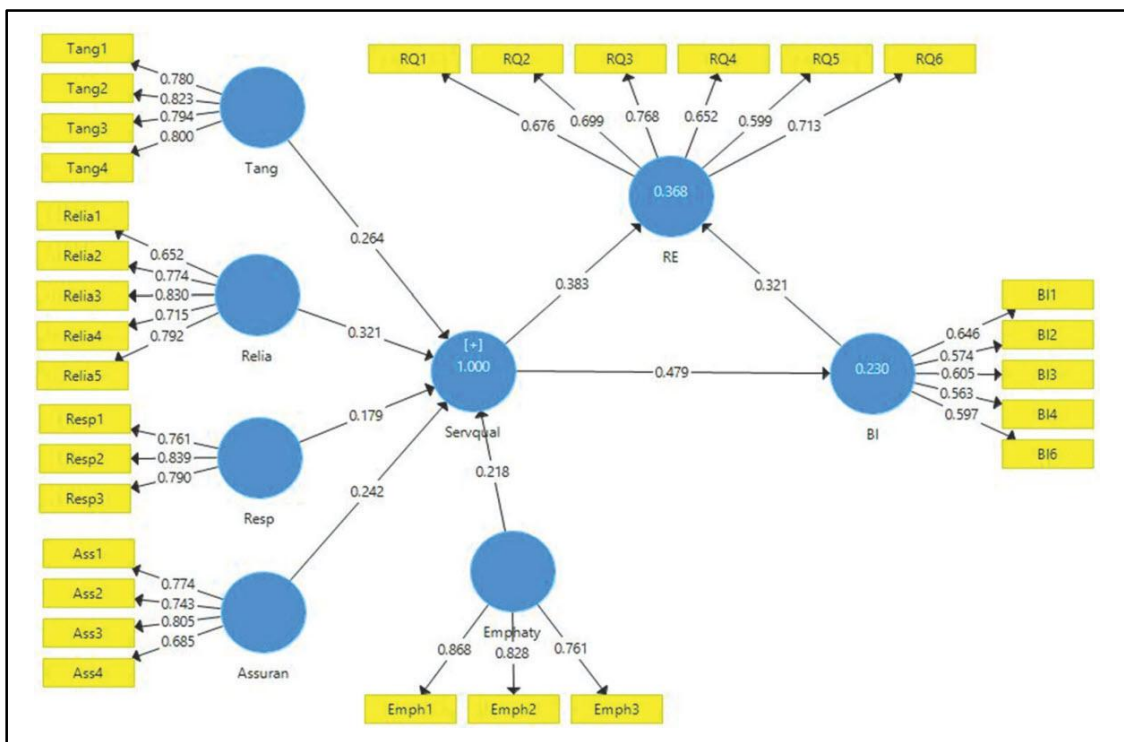 Tang1
Tang2
Tang3
Tang4
0.780
0.823
0.794
0.800
Tang
0.264
Relia1
Relia2
Relia3
Relia4
Relia5
0.652
0.774
0.830
0.715
0.792
Relia
0.321
Resp1
Resp2
Resp3
0.761
0.839
0.790
Resp
0.179
Ass1
Ass2
Ass3
Ass4
0.774
0.743
0.805
0.685
Assuran
0.242
[+]
1.000
Servqual
0.218
Emphaty
0.868
0.828
0.761
Emph1
Emph2
Emph3
RQ1
RQ2
RQ3
RQ4
RQ5
RQ6
0.676
0.699
0.768
0.652
0.599
0.713
0.368
RE
0.383
0.321
0.479
0.230
BI
0.646
0.574
0.605
0.563
0.597
BI1
BI2
BI3
BI4
BI6